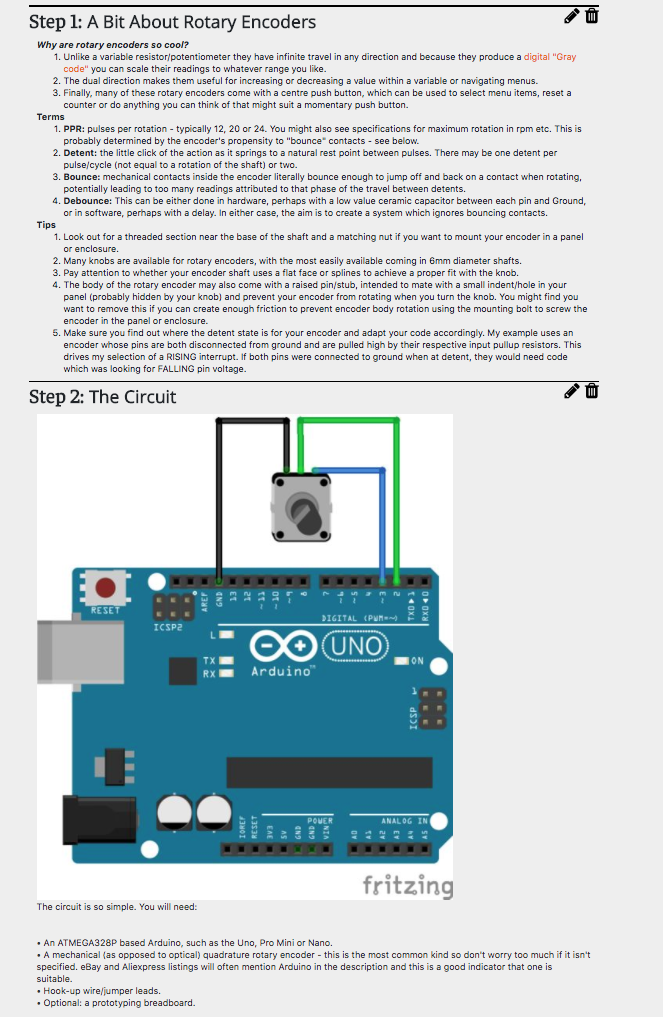 Step 1: A Bit About Rotary Encoders
Why are rotary encoders so cool?
1. Unlike a variable resistor/potentiometer they have infinite travel in any direction and because they produce a digital "Gray
code" you can scale their readings to whatever range you like.
2. The dual direction makes them useful for increasing or decreasing a value within a variable or navigating menus.
3. Finally, many of these rotary encoders come with a centre push button, which can be used to select menu items, reset a
counter or do anything you can think of that might suit a momentary push button.
Terms
1. PPR: pulses per rotation - typically 12, 20 or 24. You might also see specifications for maximum rotation in rpm etc. This is
probably determined by the encoder's propensity to "bounce" contacts - see below.
2. Detent: the little click of the action as it springs to a natural rest point between pulses. There may be one detent per
pulse/cycle (not equal to a rotation of the shaft) or two.
3. Bounce: mechanical contacts inside the encoder literally bounce enough to jump off and back on a contact when rotating,
potentially leading to too many readings attributed to that phase of the travel between detents.
4. Debounce: This can be either done in hardware, perhaps with a low value ceramic capacitor between each pin and Ground,
or in software, perhaps with a delay. In either case, the aim is to create a system which ignores bouncing contacts.
Tips
1. Look out for a threaded section near the base of the shaft and a matching nut if you want to mount your encoder in a panel
or enclosure.
2. Many knobs are available for rotary encoders, with the most easily available coming in 6mm diameter shafts.
3. Pay attention to whether your encoder shaft uses a flat face or splines to achieve a proper fit with the knob.
4. The body of the rotary encoder may also come with a raised pin/stub, intended to mate with a small indent/hole in your
panel (probably hidden by your knob) and prevent your encoder from rotating when you turn the knob. You might find you
want to remove this if you can create enough friction to prevent encoder body rotation using the mounting bolt to screw the
encoder in the panel or enclosure.
5. Make sure you find out where the detent state is for your encoder and adapt your code accordingly. My example uses an
encoder whose pins are both disconnected from ground and are pulled high by their respective input pullup resistors. This
drives my selection of a RISING interrupt. If both pins were connected to ground when at detent, they would need code
which was looking for FALLING pin voltage.
Step 2: The Circuit
AREF GND 13 12 ~11 ~10 ~9 8 7 ~6 ~5 4 ~3 2 TX0▶1 RX0◀0
RESET
ICSP2
DIGITAL (PWM=~)
L
UNO
TX
RX
Arduino™
ON
1
ICSP
IOREF RESET 3V3 5V GND GND VIN
POWER
ANALOG IN
A0 A1 A2 A3 A4 A5
fritzing
The circuit is so simple. You will need:
• An ATMEGA328P based Arduino, such as the Uno, Pro Mini or Nano.
• A mechanical (as opposed to optical) quadrature rotary encoder - this is the most common kind so don't worry too much if it isn't
specified. eBay and Aliexpress listings will often mention Arduino in the description and this is a good indicator that one is
suitable.
• Hook-up wire/jumper leads.
• Optional: a prototyping breadboard.